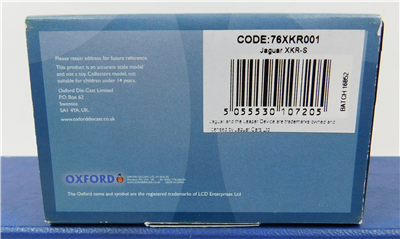 Please retain address for future reference.
This product is an accurate scale model
and not a toy. Collectors model, not
suitable for children under 14 years.
Oxford Die-Cast Limited
P.O. Box 62
Swansea
SA1 4YA.UK.
www.oxforddiecast.co.uk
CODE:76XKR001
Jaguar XKR-S
5 055530 107205
BATCH 16852
Jaguar and the Leaper Device are trademarks owned and
licensed by Jaguar Cars Ltd
OXFORD
The Oxford name and symbol are the registered trademarks of LCD Enterprises Ltd